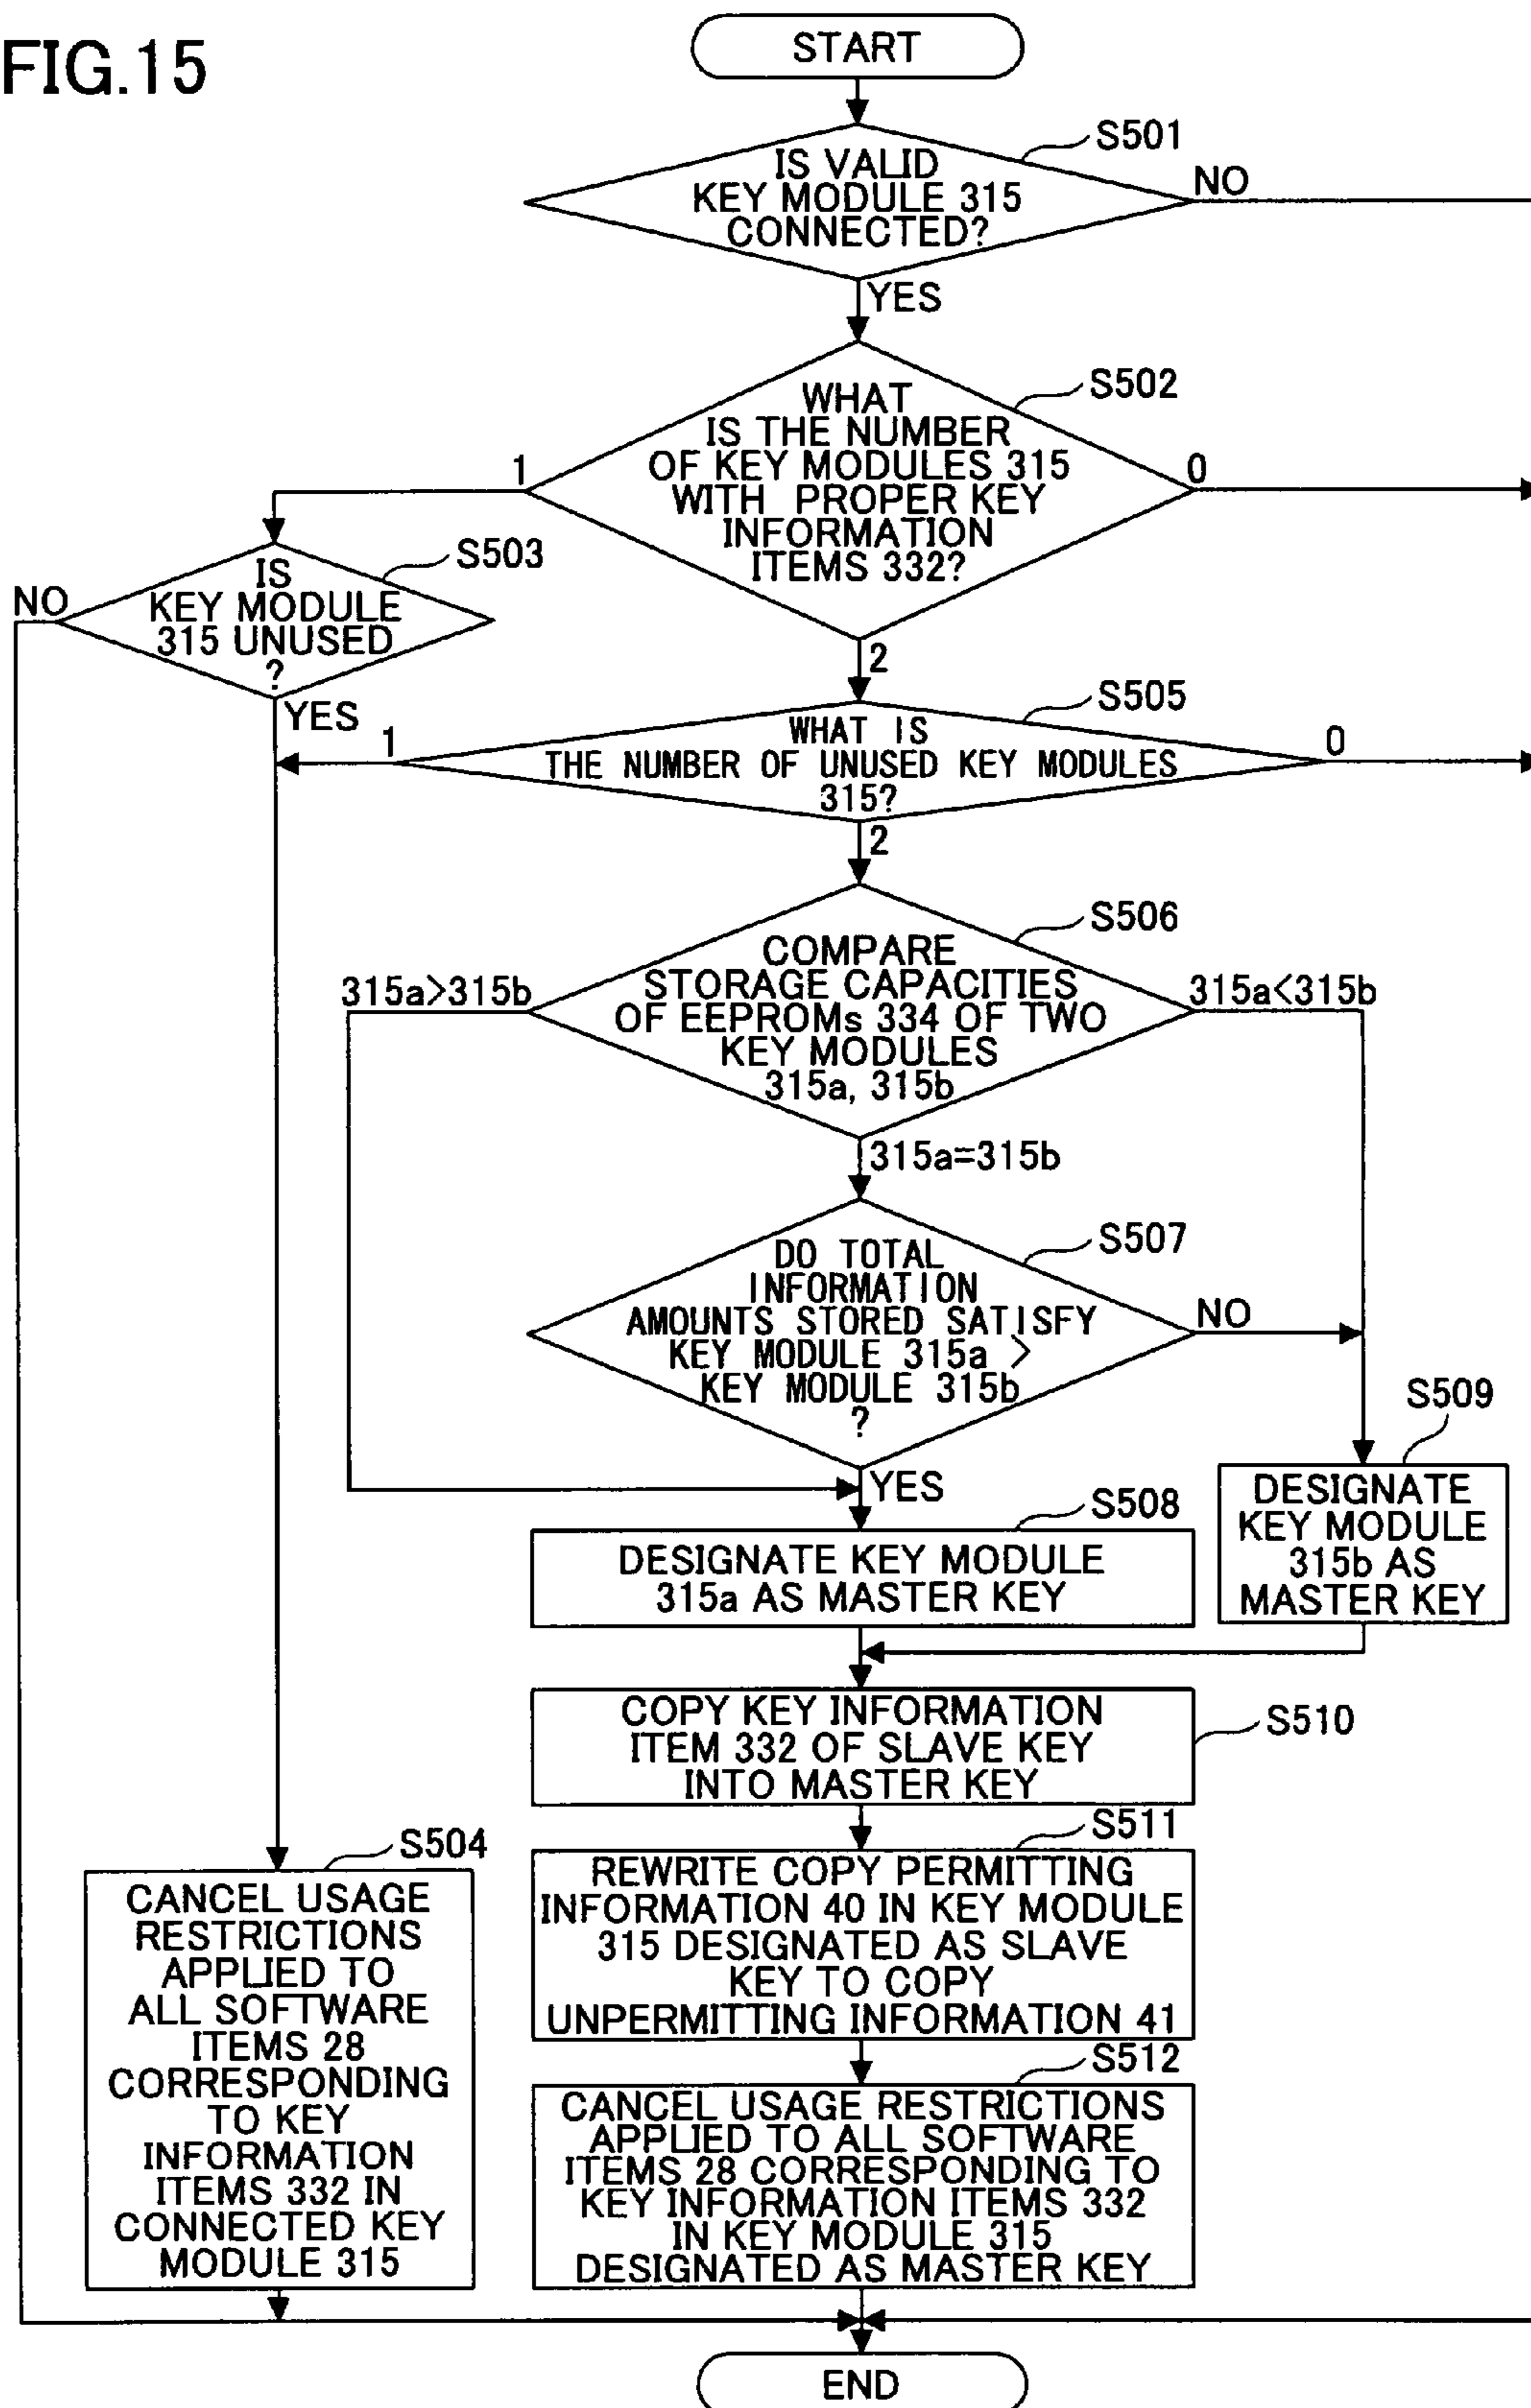 FIG.15
START
S501
IS VALID
KEY MODULE 315
CONNECTED?
NO
YES
S502
WHAT
IS THE NUMBER
OF KEY MODULES 315
WITH PROPER KEY
INFORMATION
ITEMS 332?
1
0
2
S503
IS
KEY MODULE
315 UNUSED
?
NO
YES
S505
WHAT IS
THE NUMBER OF UNUSED KEY MODULES
315?
1
0
2
S506
COMPARE
STORAGE CAPACITIES
OF EEPROMs 334 OF TWO
KEY MODULES
315a, 315b
315a>315b
315a<315b
315a=315b
S507
DO TOTAL
INFORMATION
AMOUNTS STORED SATISFY
KEY MODULE 315a >
KEY MODULE 315b
?
NO
YES
S508
DESIGNATE KEY MODULE
315a AS MASTER KEY
S509
DESIGNATE
KEY MODULE
315b AS
MASTER KEY
S510
COPY KEY INFORMATION
ITEM 332 OF SLAVE KEY
INTO MASTER KEY
S511
REWRITE COPY PERMITTING
INFORMATION 40 IN KEY MODULE
315 DESIGNATED AS SLAVE
KEY TO COPY
UNPERMITTING INFORMATION 41
S504
CANCEL USAGE
RESTRICTIONS
APPLIED TO
ALL SOFTWARE
ITEMS 28
CORRESPONDING
TO KEY
INFORMATION
ITEMS 332 IN
CONNECTED KEY
MODULE 315
S512
CANCEL USAGE RESTRICTIONS
APPLIED TO ALL SOFTWARE
ITEMS 28 CORRESPONDING TO
KEY INFORMATION ITEMS 332
IN KEY MODULE 315
DESIGNATED AS MASTER KEY
END